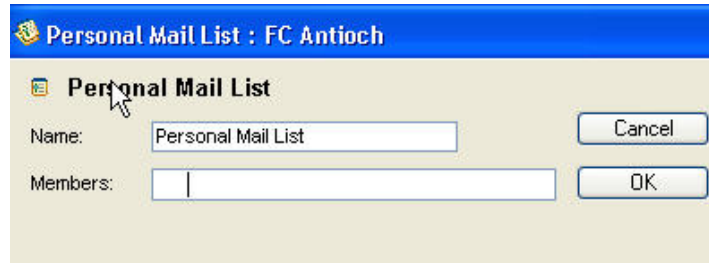 Personal Mail List : FC Antioch
Personal Mail List
Name: Personal Mail List Cancel
Members: OK